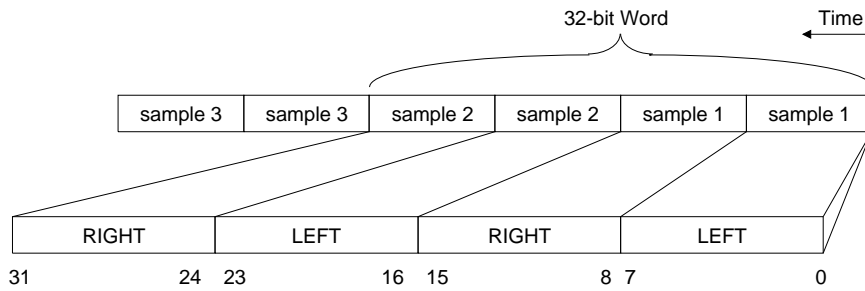 32-bit Word
Time
sample 3 sample 3 sample 2 sample 2 sample 1 sample 1
RIGHT LEFT RIGHT LEFT
31 24 23 16 15 8 7 0